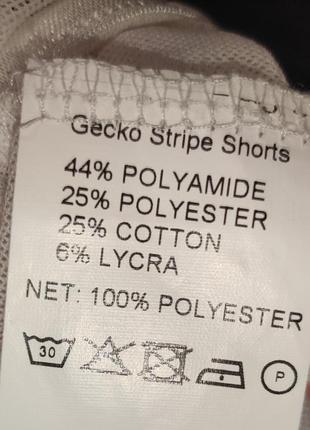 Gecko Stripe Shorts
44% POLYAMIDE
25% POLYESTER
25% COTTON
6% LYCRA
NET: 100% POLYESTER
30 P